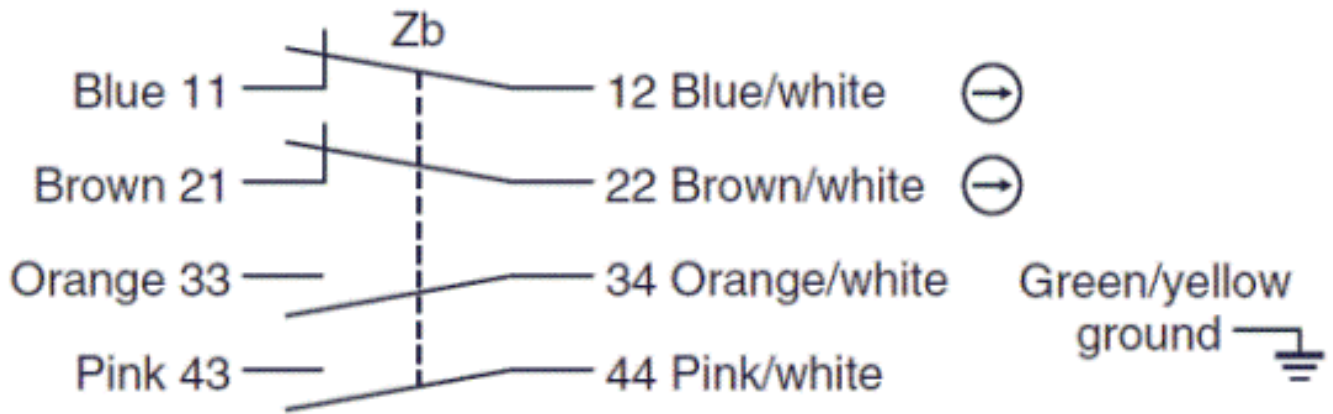 Zb
Blue 11 12 Blue/white
Brown 21 22 Brown/white
Orange 33 34 Orange/white
Pink 43 44 Pink/white
Green/yellow
ground